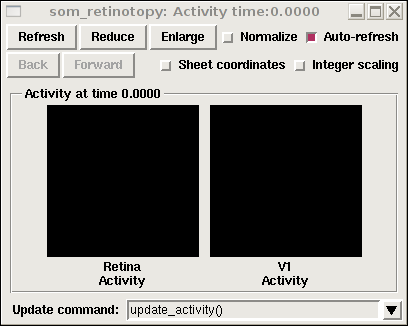 som_retinotopy: Activity time:0.0000
Refresh Reduce Enlarge Normalize Auto-refresh
Back Forward Sheet coordinates Integer scaling
Activity at time 0.0000
Retina V1
Activity Activity
Update command: update_activity()